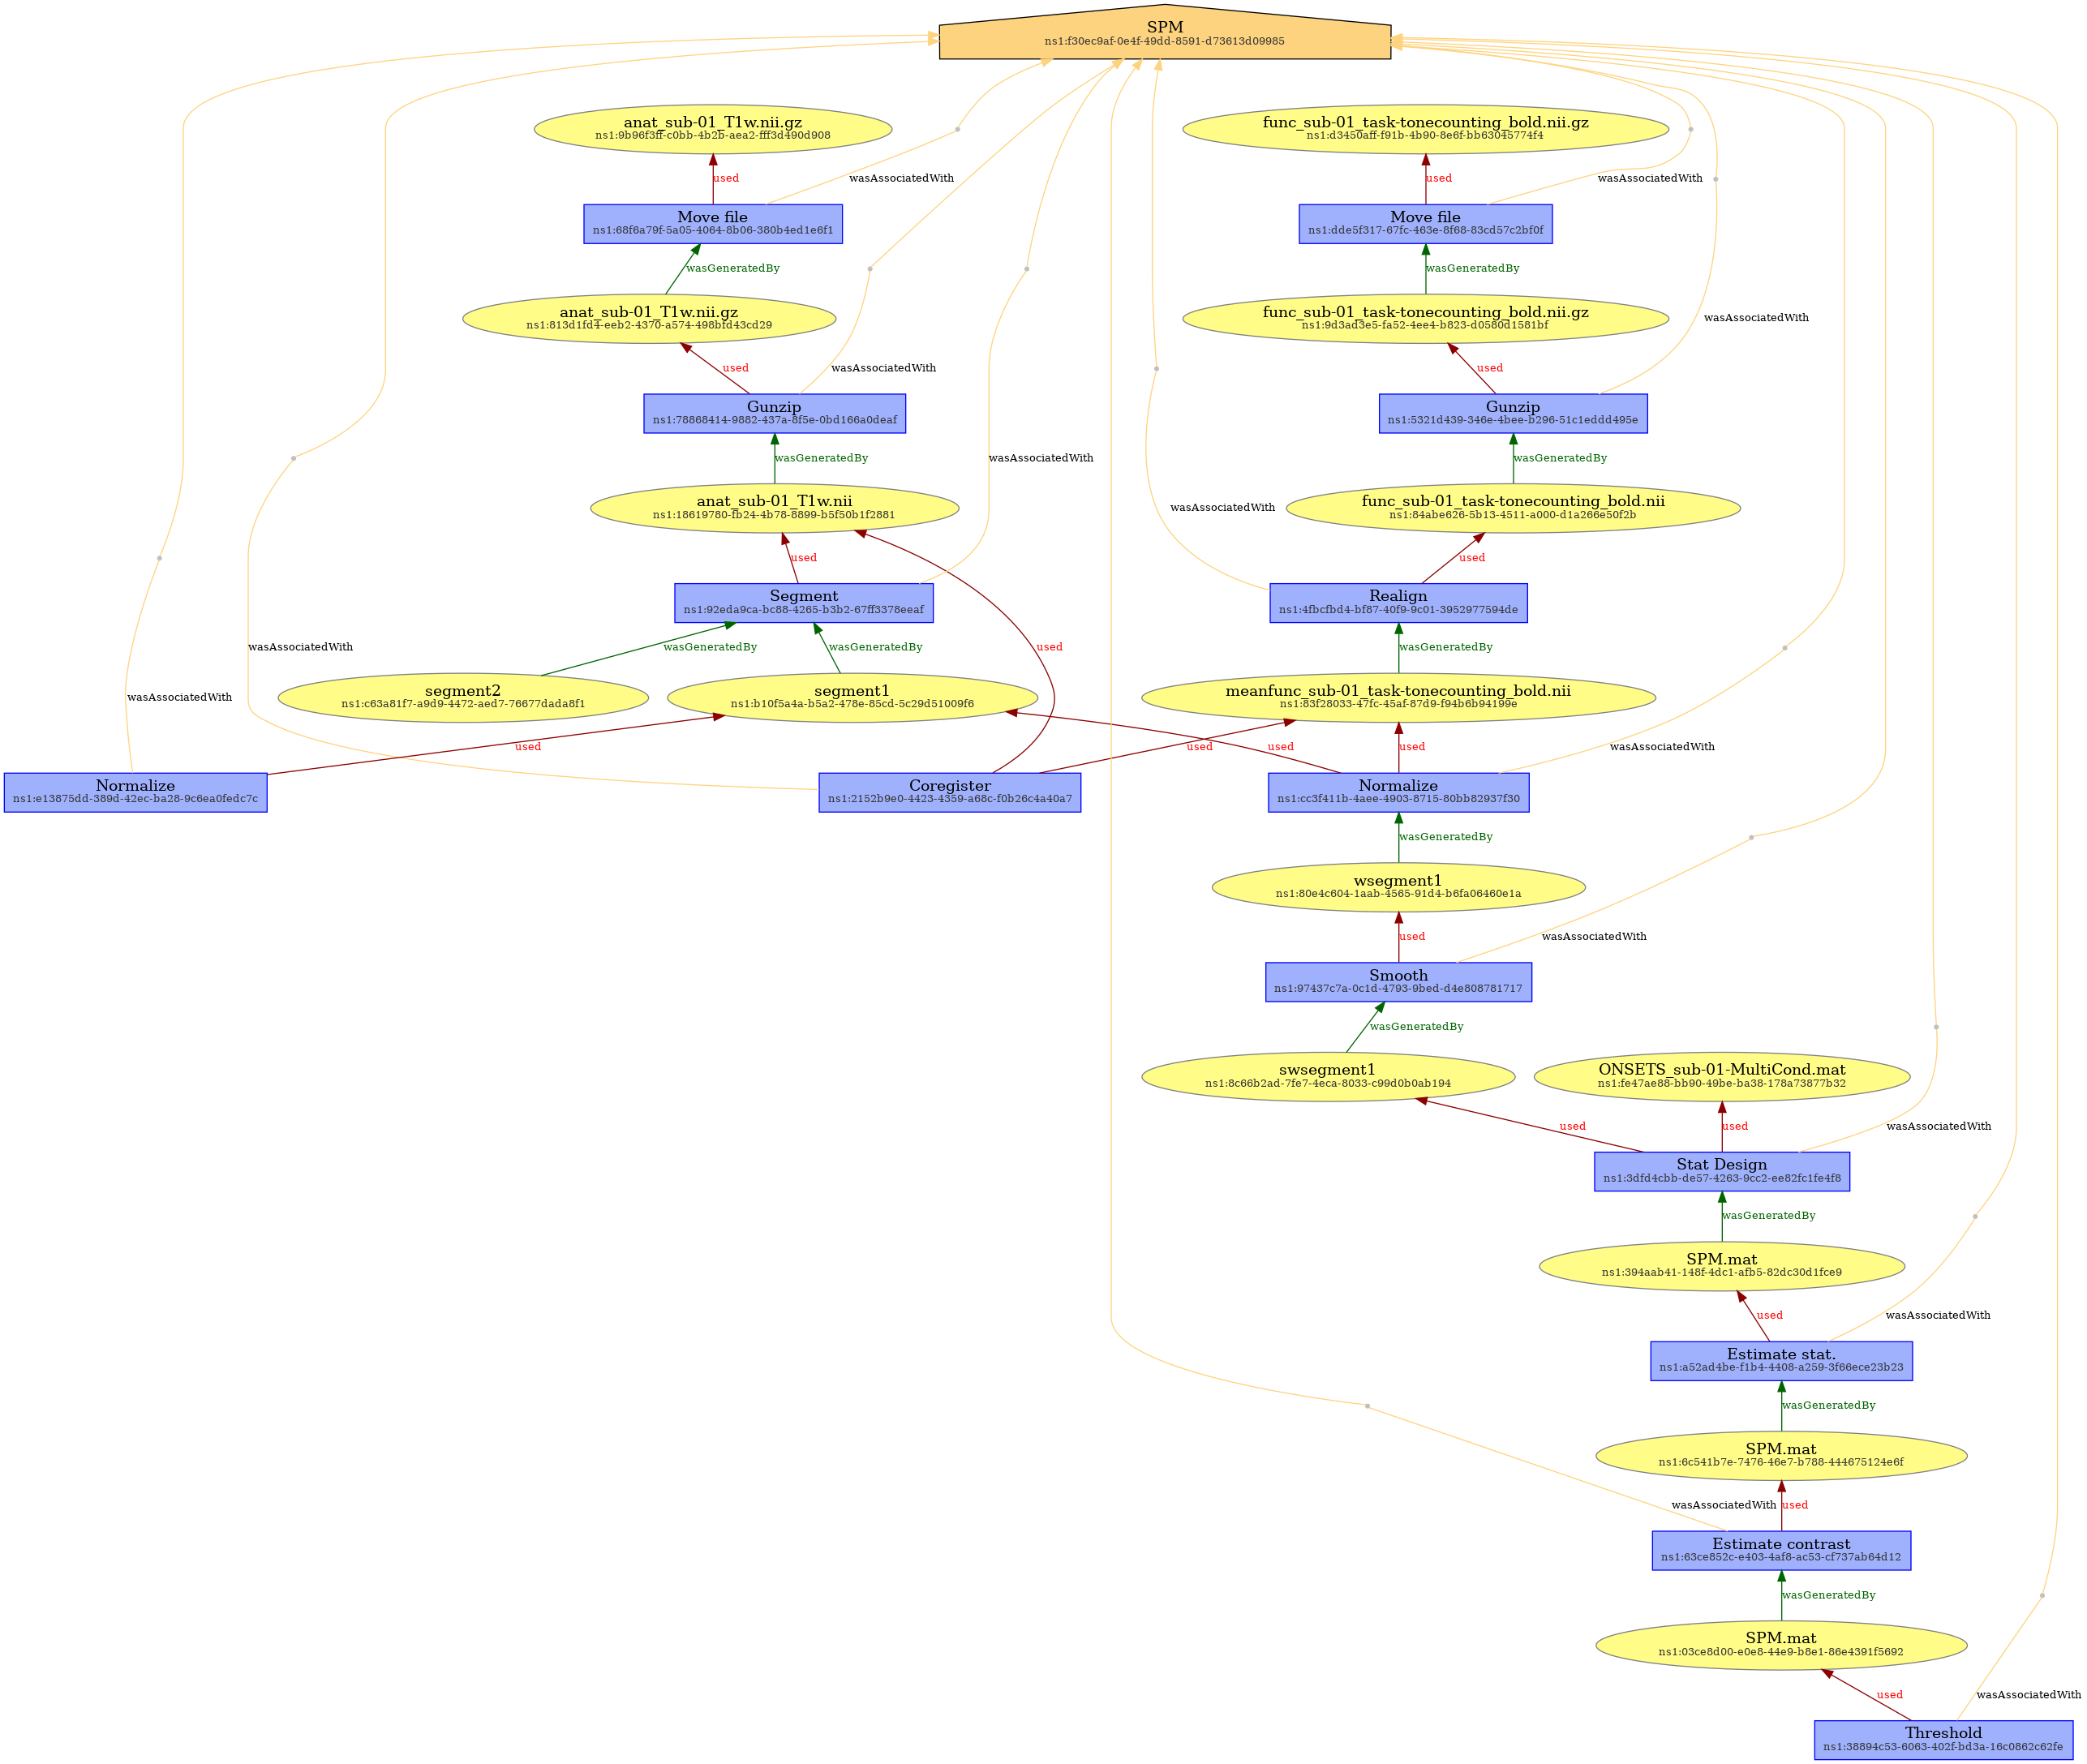 SPM
ns1:f30ec9af-0e4f-49dd-8591-d73613d09985
anat_sub-01_T1w.nii.gz
ns1:9b96f3ff-c0bb-4b2b-aea2-fff3d490d908
func_sub-01_task-tonecounting_bold.nii.gz
ns1:d3450aff-f91b-4b90-8e6f-bb63045774f4
used
wasAssociatedWith
used
wasAssociatedWith
Move file
ns1:68f6a79f-5a05-4064-8b06-380b4ed1e6f1
Move file
ns1:dde5f317-67fc-463e-8f68-83cd57c2bf0f
wasGeneratedBy
wasGeneratedBy
anat_sub-01_T1w.nii.gz
ns1:813d1fd4-eeb2-4370-a574-498bfd43cd29
func_sub-01_task-tonecounting_bold.nii.gz
ns1:9d3ad3e5-fa52-4ee4-b823-d0580d1581bf
wasAssociatedWith
used
wasAssociatedWith
used
Gunzip
ns1:78868414-9882-437a-8f5e-0bd166a0deaf
Gunzip
ns1:5321d439-346e-4bee-b296-51c1eddd495e
wasGeneratedBy
wasAssociatedWith
wasGeneratedBy
anat_sub-01_T1w.nii
ns1:18619780-fb24-4b78-8899-b5f50b1f2881
wasAssociatedWith
func_sub-01_task-tonecounting_bold.nii
ns1:84abe626-5b13-4511-a000-d1a266e50f2b
used
used
Segment
ns1:92eda9ca-bc88-4265-b3b2-67ff3378eeaf
Realign
ns1:4fbcfbd4-bf87-40f9-9c01-3952977594de
wasAssociatedWith
wasGeneratedBy
wasGeneratedBy
used
wasGeneratedBy
wasAssociatedWith
segment2
ns1:c63a81f7-a9d9-4472-aed7-76677dada8f1
segment1
ns1:b10f5a4a-b5a2-478e-85cd-5c29d51009f6
meanfunc_sub-01_task-tonecounting_bold.nii
ns1:83f28033-47fc-45af-87d9-f94b6b94199e
used
used
used
used
wasAssociatedWith
Normalize
ns1:e13875dd-389d-42ec-ba28-9c6ea0fedc7c
Coregister
ns1:2152b9e0-4423-4359-a68c-f0b26c4a40a7
Normalize
ns1:cc3f411b-4aee-4903-8715-80bb82937f30
wasGeneratedBy
wsegment1
ns1:80e4c604-1aab-4565-91d4-b6fa06460e1a
used
wasAssociatedWith
Smooth
ns1:97437c7a-0c1d-4793-9bed-d4e808781717
wasGeneratedBy
swsegment1
ns1:8c66b2ad-7fe7-4eca-8033-c99d0b0ab194
ONSETS_sub-01-MultiCond.mat
ns1:fe47ae88-bb90-49be-ba38-178a73877b32
used
used
wasAssociatedWith
Stat Design
ns1:3dfd4cbb-de57-4263-9cc2-ee82fc1fe4f8
wasGeneratedBy
SPM.mat
ns1:394aab41-148f-4dc1-afb5-82dc30d1fce9
used
wasAssociatedWith
Estimate stat.
ns1:a52ad4be-f1b4-4408-a259-3f66ece23b23
wasGeneratedBy
SPM.mat
ns1:6c541b7e-7476-46e7-b788-444675124e6f
wasAssociatedWith
used
Estimate contrast
ns1:63ce852c-e403-4af8-ac53-cf737ab64d12
wasGeneratedBy
SPM.mat
ns1:03ce8d00-e0e8-44e9-b8e1-86e4391f5692
used
wasAssociatedWith
Threshold
ns1:38894c53-6063-402f-bd3a-16c0862c62fe